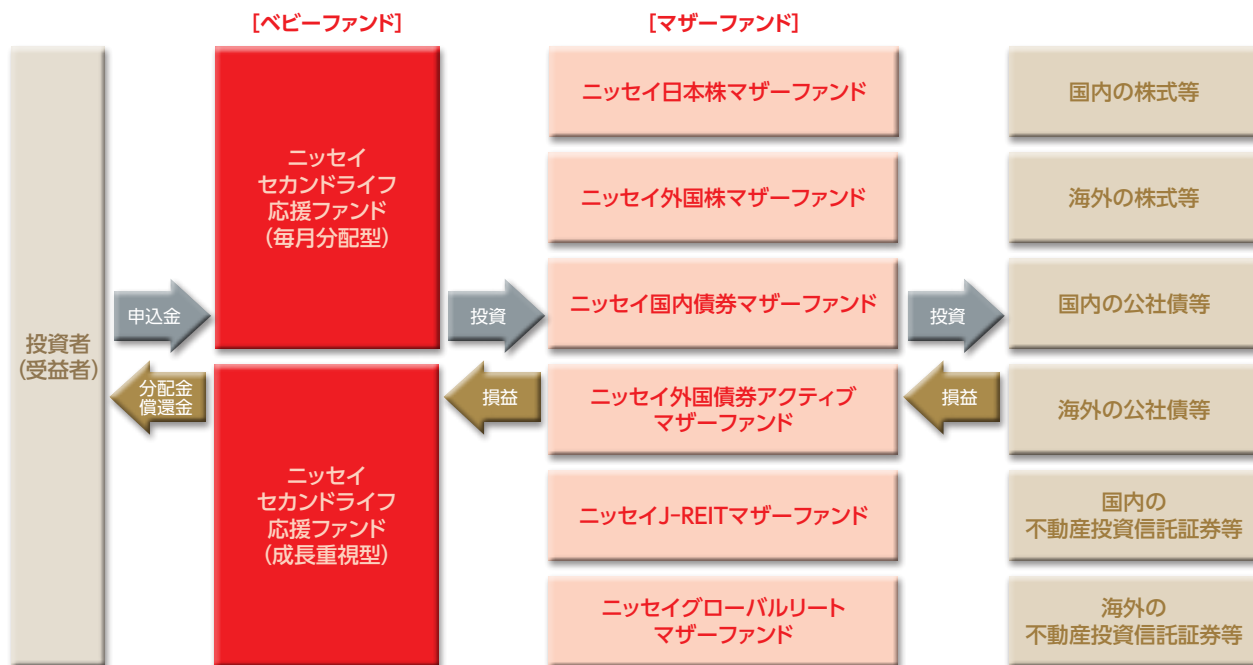 [ベビーファンド]
[マザーファンド]
投資者
(受益者)
申込金
分配金
償還金
ニッセイ
セカンドライフ
応援ファンド
(毎月分配型)
ニッセイ
セカンドライフ
応援ファンド
(成長重視型)
投資
損益
ニッセイ日本株マザーファンド
ニッセイ外国株マザーファンド
ニッセイ国内債券マザーファンド
ニッセイ外国債券アクティブ
マザーファンド
ニッセイJ-REITマザーファンド
ニッセイグローバルリート
マザーファンド
投資
損益
国内の株式等
海外の株式等
国内の公社債等
海外の公社債等
国内の
不動産投資信託証券等
海外の
不動産投資信託証券等